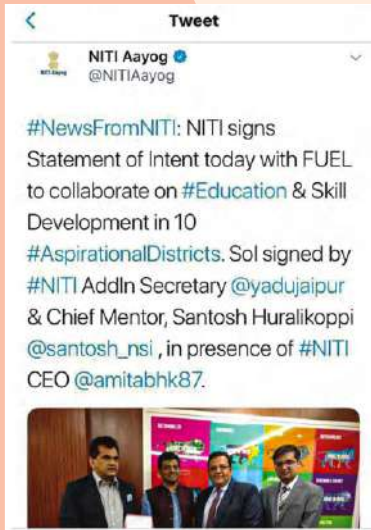 Tweet
NITI Aayog
@NITIAayog
#NewsFromNITI: NITI signs
Statement of Intent today with FUEL
to collaborate on #Education & Skill
Development in 10
#AspirationalDistricts. SoI signed by
#NITI AddlN Secretary @yadujaipur
& Chief Mentor, Santosh Huralikoppi
@santosh_nsi , in presence of #NITI
CEO @amitabhk87.